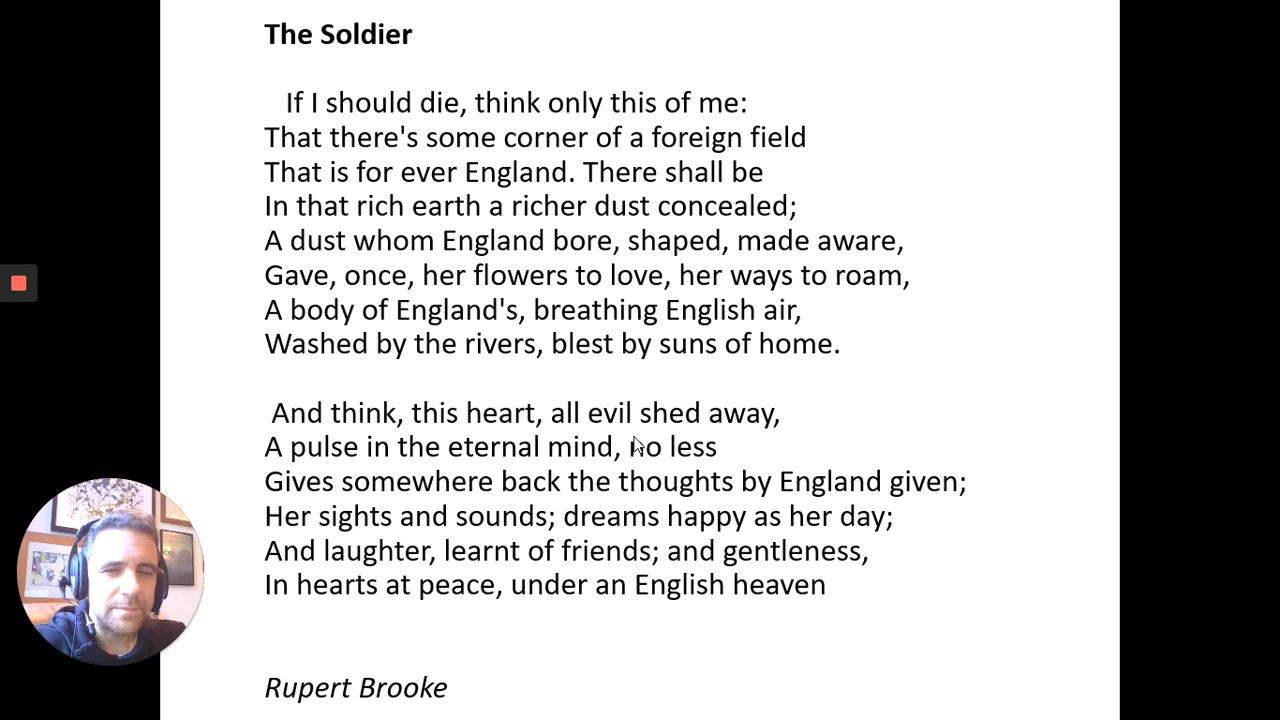 The Soldier
If I should die, think only this of me:
That there's some corner of a foreign field
That is for ever England. There shall be
In that rich earth a richer dust concealed;
A dust whom England bore, shaped, made aware,
Gave, once, her flowers to love, her ways to roam,
A body of England's, breathing English air,
Washed by the rivers, blest by suns of home.
And think, this heart, all evil shed away,
A pulse in the eternal mind, no less
Gives somewhere back the thoughts by England given;
Her sights and sounds; dreams happy as her day;
And laughter, learnt of friends; and gentleness,
In hearts at peace, under an English heaven
Rupert Brooke